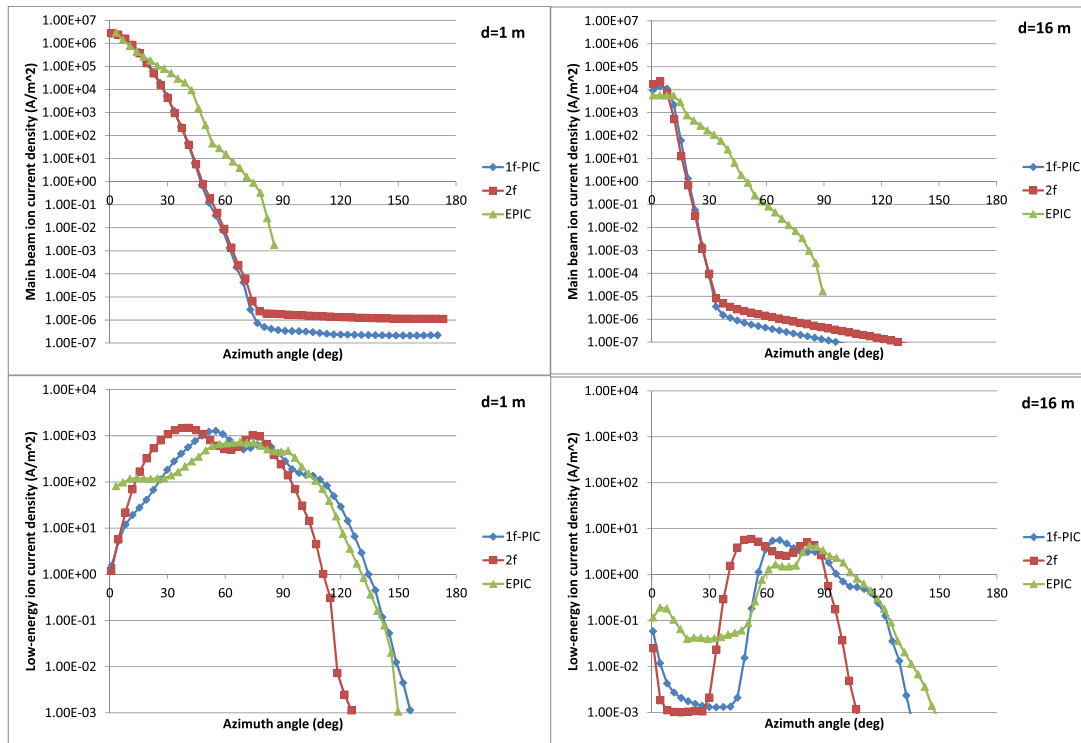 d=1 m
Main beam ion current density (A/m^2)
1.00E+07
1.00E+06
1.00E+05
1.00E+04
1.00E+03
1.00E+02
1.00E+01
1.00E+00
1.00E-01
1.00E-02
1.00E-03
1.00E-04
1.00E-05
1.00E-06
1.00E-07
0 30 60 90 120 150 180
Azimuth angle (deg)
1f-PIC
2f
EPIC
d=16 m
Main beam ion current density (A/m^2)
1.00E+07
1.00E+06
1.00E+05
1.00E+04
1.00E+03
1.00E+02
1.00E+01
1.00E+00
1.00E-01
1.00E-02
1.00E-03
1.00E-04
1.00E-05
1.00E-06
1.00E-07
0 30 60 90 120 150 180
Azimuth angle (deg)
1f-PIC
2f
EPIC
d=1 m
Low-energy ion current density (A/m^2)
1.00E+04
1.00E+03
1.00E+02
1.00E+01
1.00E+00
1.00E-01
1.00E-02
1.00E-03
0 30 60 90 120 150 180
Azimuth angle (deg)
1f-PIC
2f
EPIC
d=16 m
Low-energy ion current density (A/m^2)
1.00E+04
1.00E+03
1.00E+02
1.00E+01
1.00E+00
1.00E-01
1.00E-02
1.00E-03
0 30 60 90 120 150 180
Azimuth angle (deg)
1f-PIC
2f
EPIC